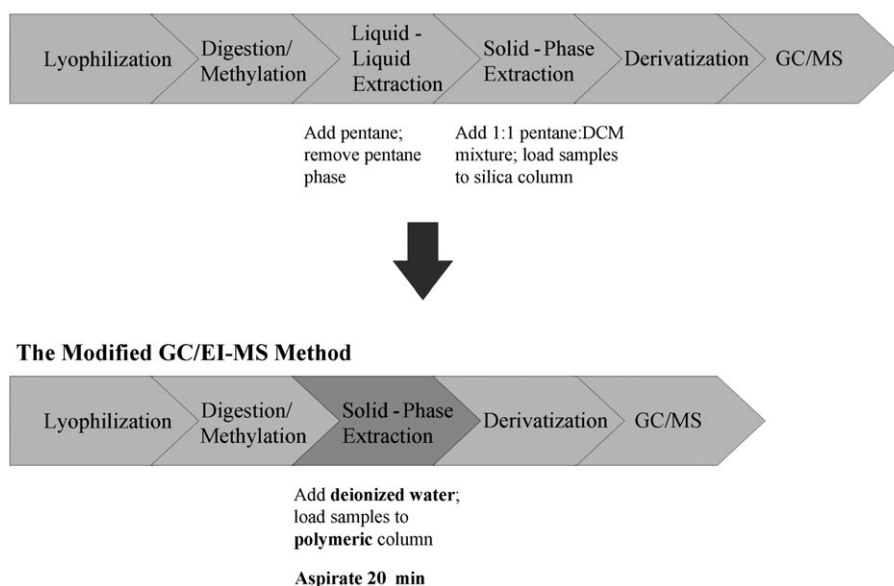 Lyophilization
Digestion/
Methylation
Liquid -
Liquid
Extraction
Solid - Phase
Extraction
Derivatization
GC/MS
Add pentane;
remove pentane
phase
Add 1:1 pentane:DCM
mixture; load samples
to silica column
The Modified GC/EI-MS Method
Lyophilization
Digestion/
Methylation
Solid - Phase
Extraction
Derivatization
GC/MS
Add deionized water;
load samples to
polymeric column
Aspirate 20 min